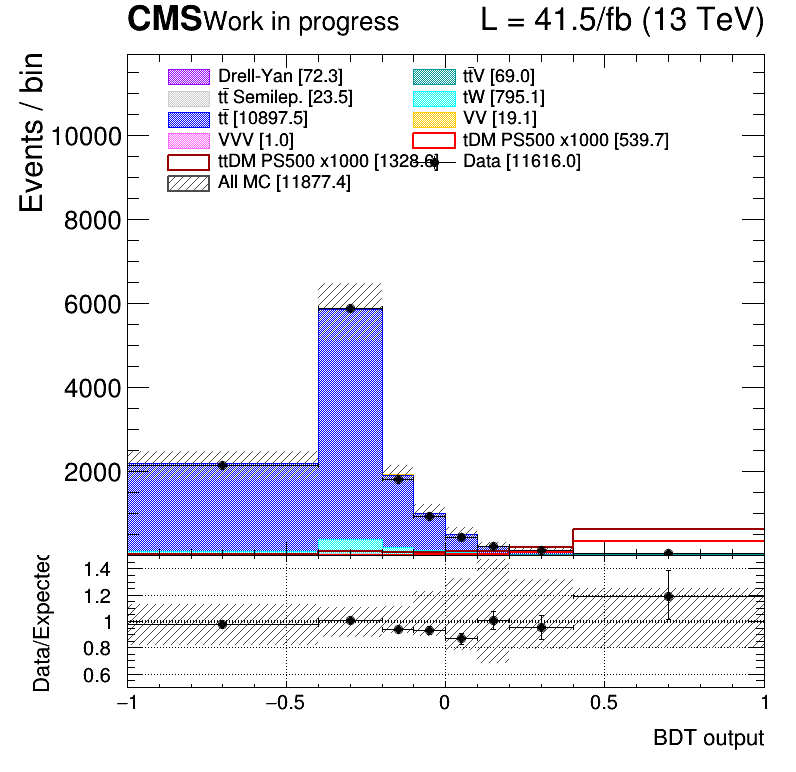 CMS Work in progress L = 41.5/fb (13 TeV)
Events / bin
Drell-Yan [72.3] tt̄V [69.0]
tt̄ Semilep. [23.5] tW [795.1]
tt̄ [10897.5] VV [19.1]
VVV [1.0] tDM PS500 x1000 [539.7]
ttDM PS500 x1000 [1328.6] Data [11616.0]
All MC [11877.4]
10000
8000
6000
4000
2000
Data/Expected
1.4
1.2
1
0.8
0.6
−1 −0.5 0 0.5 1
BDT output